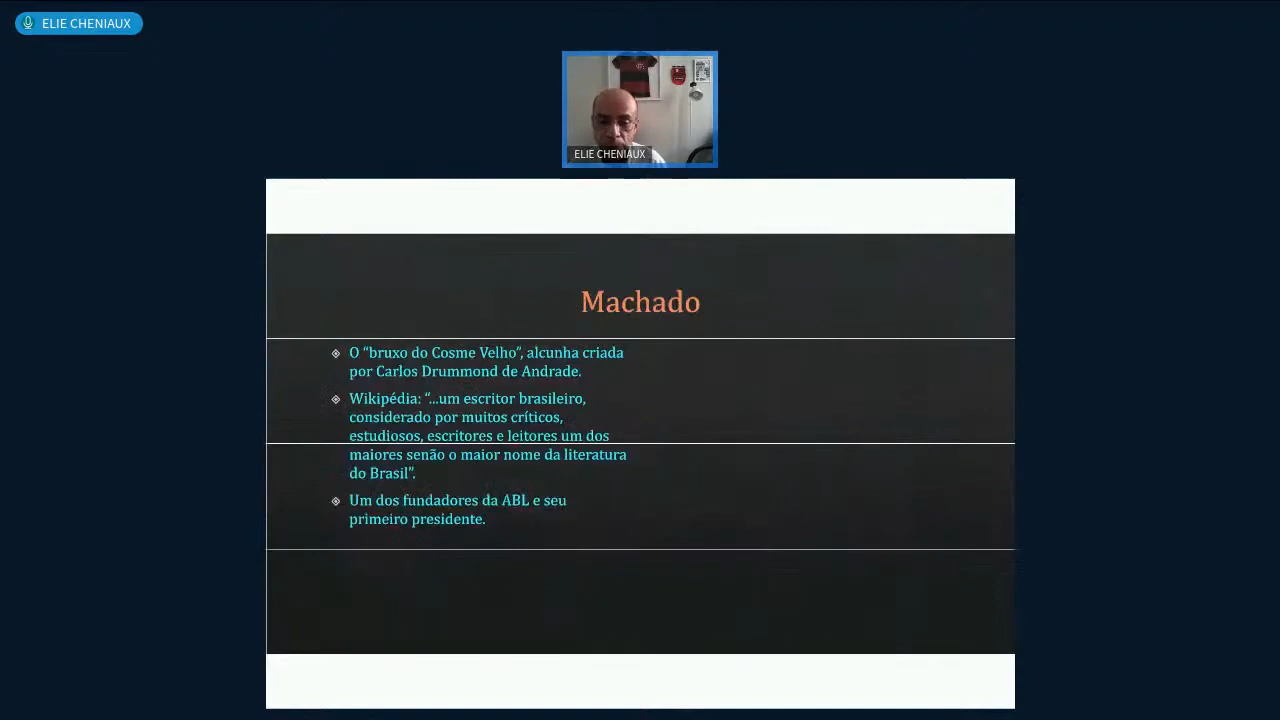 ELIE CHENIAUX
ELIE CHENIAUX
Machado
O “bruxo do Cosme Velho”, alcunha criada
por Carlos Drummond de Andrade.
Wikipédia: “...um escritor brasileiro,
considerado por muitos críticos,
estudiosos, escritores e leitores um dos
maiores senão o maior nome da literatura
do Brasil”.
Um dos fundadores da ABL e seu
primeiro presidente.